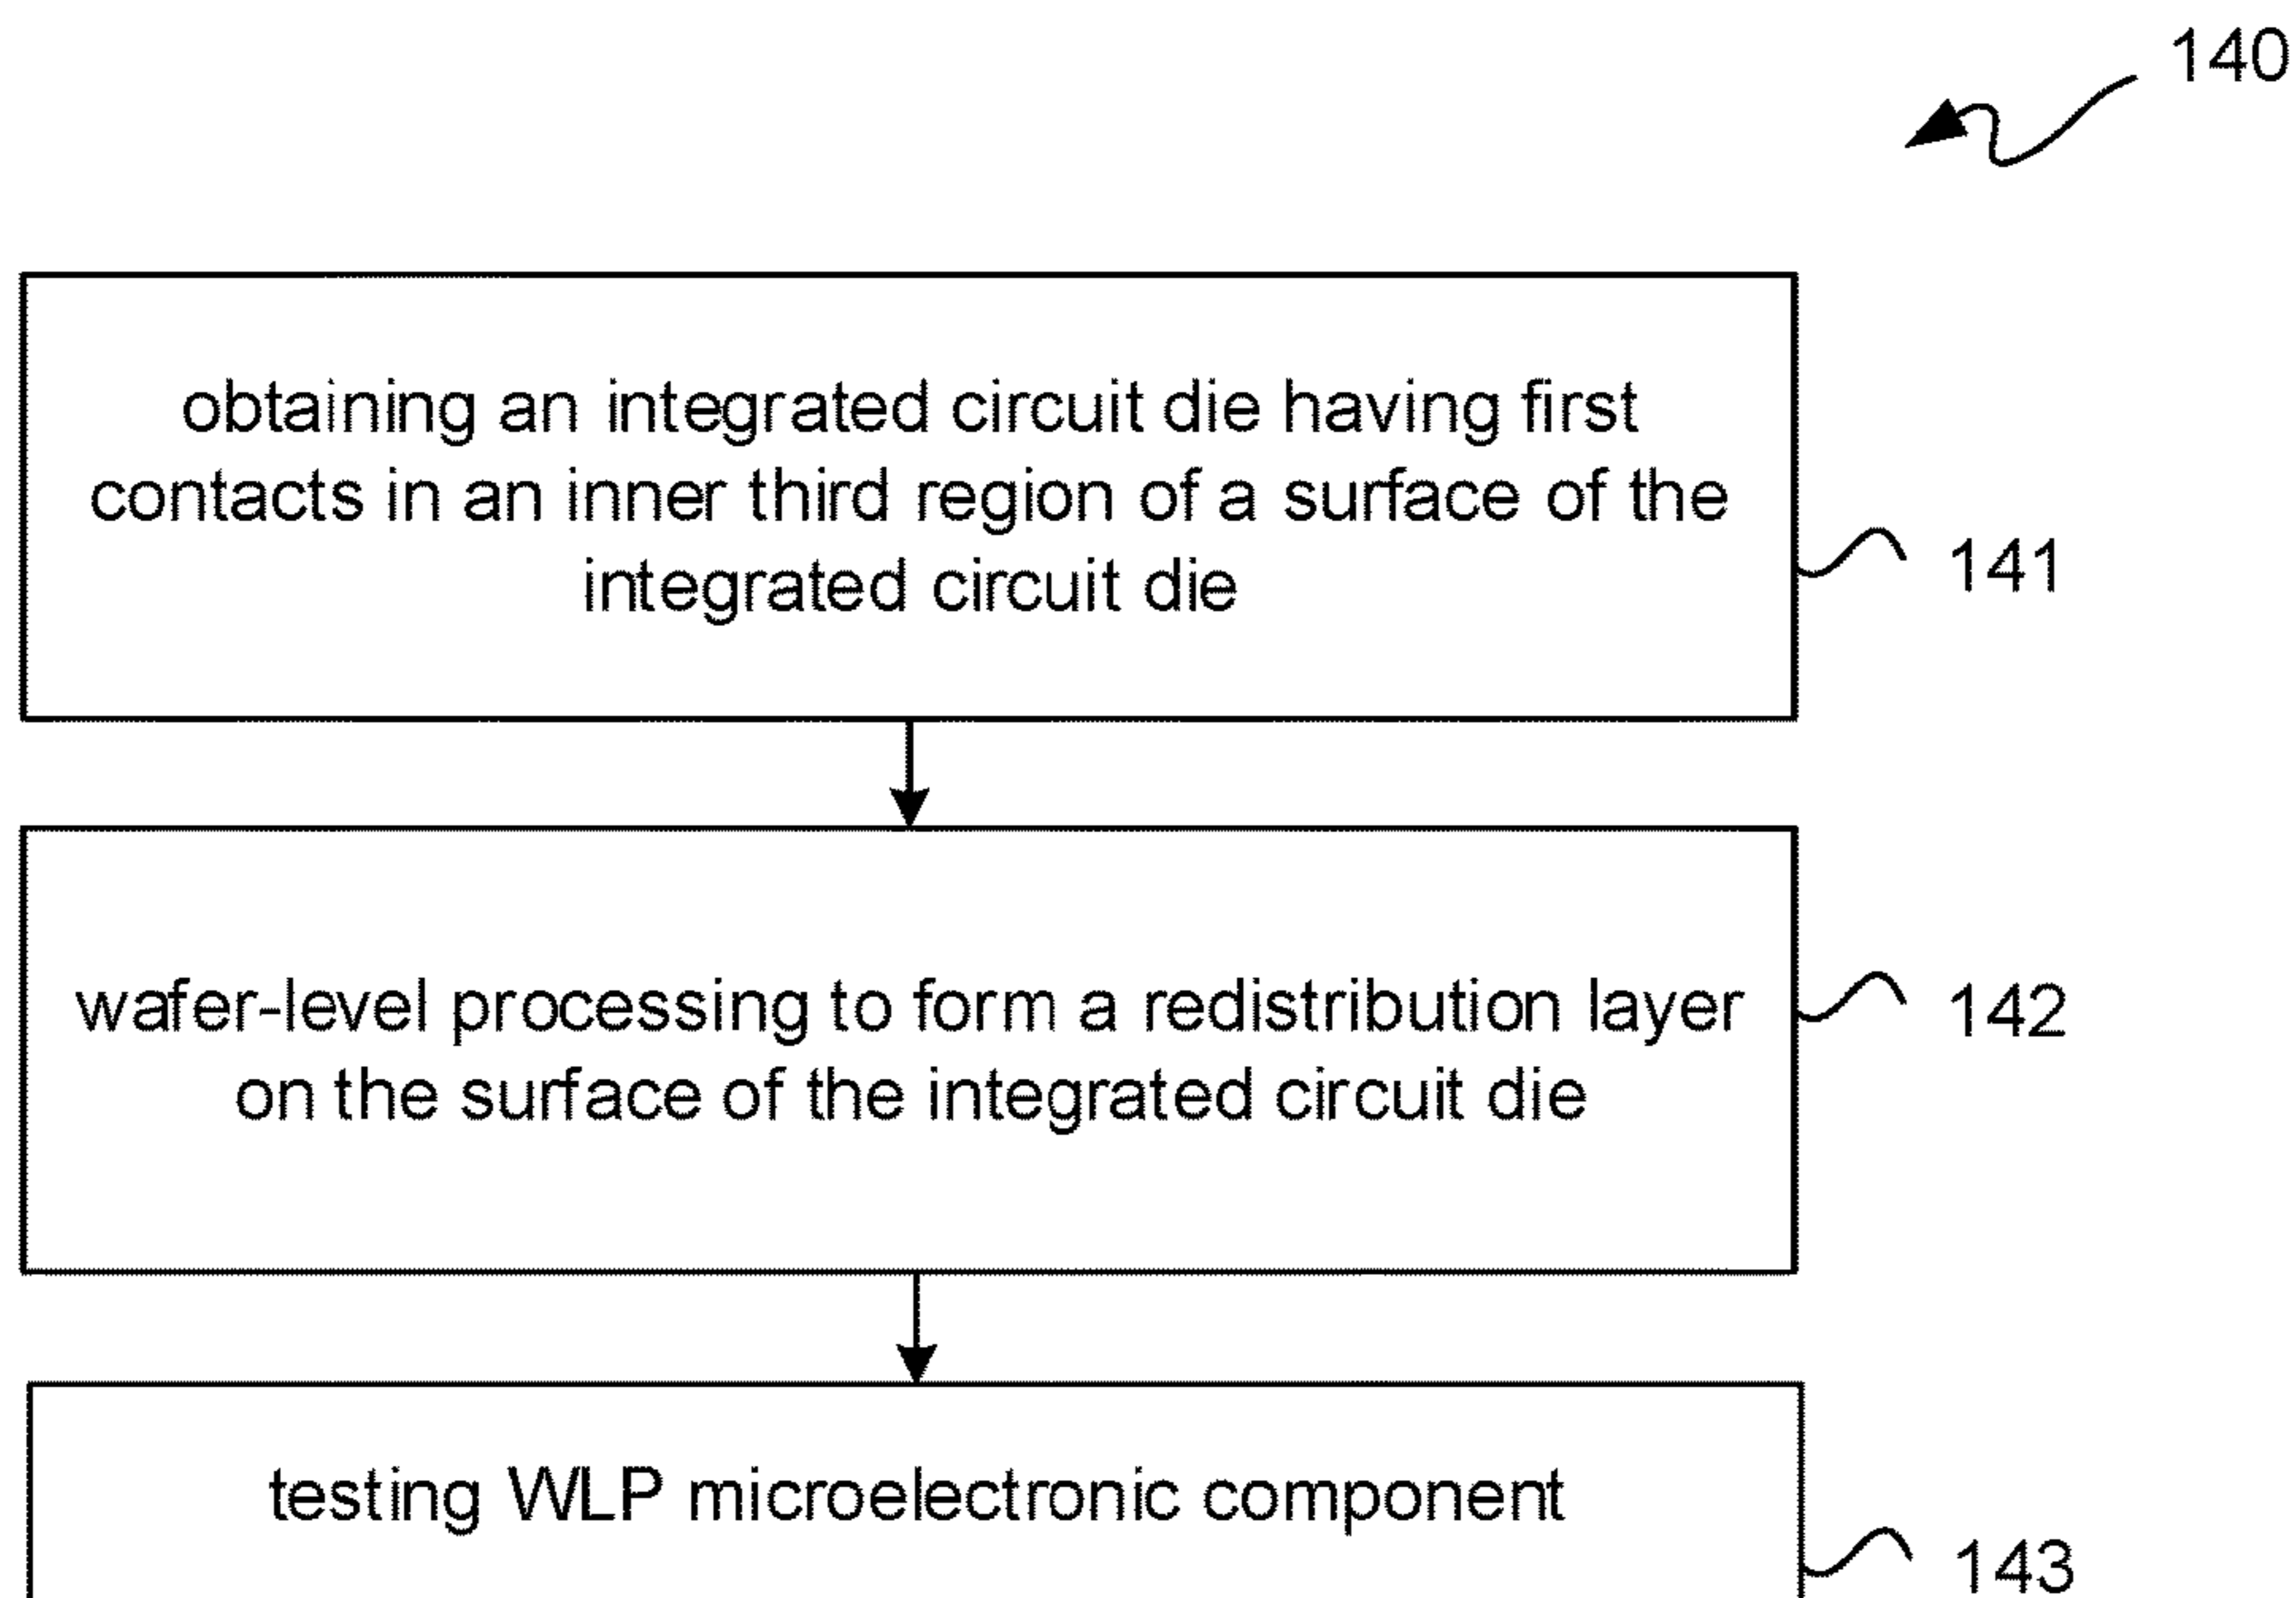 140
obtaining an integrated circuit die having first
contacts in an inner third region of a surface of the
integrated circuit die
141
wafer-level processing to form a redistribution layer
on the surface of the integrated circuit die
142
testing WLP microelectronic component
143